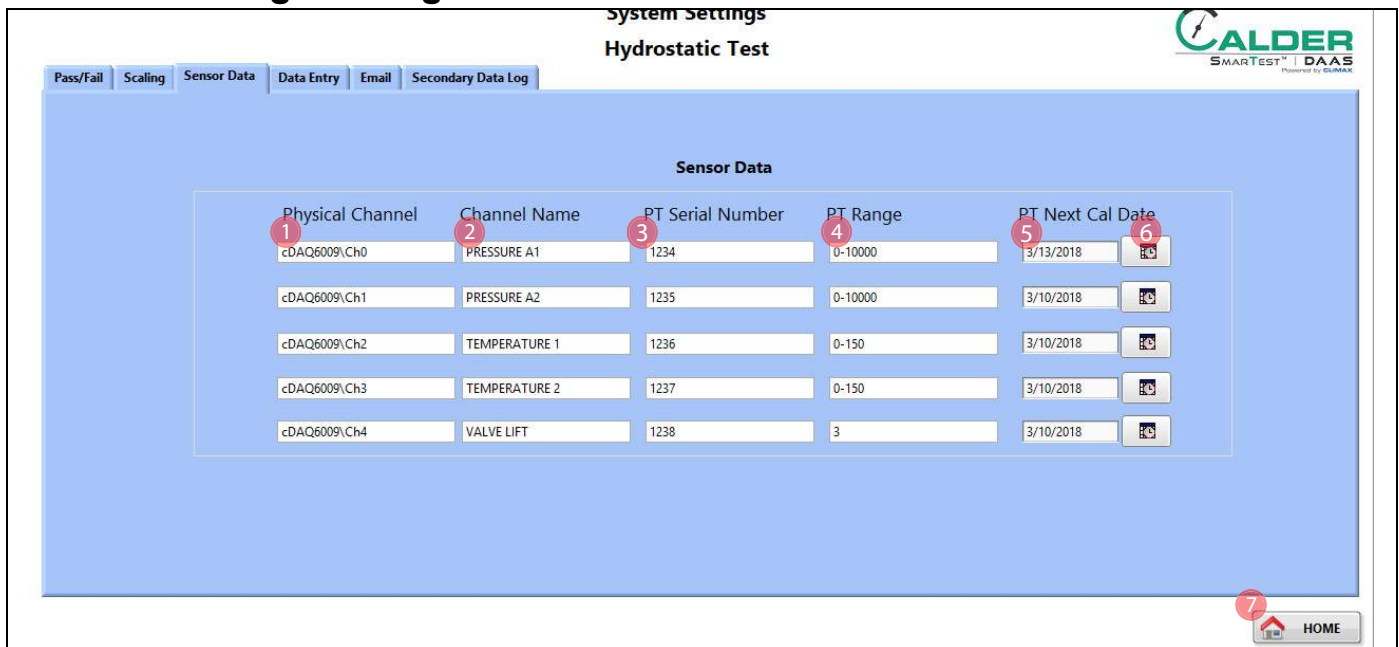 System Settings
Hydrostatic Test
CALDER
SMARTEST™ | DAAS
Powered by CLIMAX
Pass/Fail Scaling Sensor Data Data Entry Email Secondary Data Log
Sensor Data
Physical Channel Channel Name PT Serial Number PT Range PT Next Cal Date
1 2 3 4 5 6
cDAQ6009\Ch0 PRESSURE A1 1234 0-10000 3/13/2018
cDAQ6009\Ch1 PRESSURE A2 1235 0-10000 3/10/2018
cDAQ6009\Ch2 TEMPERATURE 1 1236 0-150 3/10/2018
cDAQ6009\Ch3 TEMPERATURE 2 1237 0-150 3/10/2018
cDAQ6009\Ch4 VALVE LIFT 1238 3 3/10/2018
7
HOME